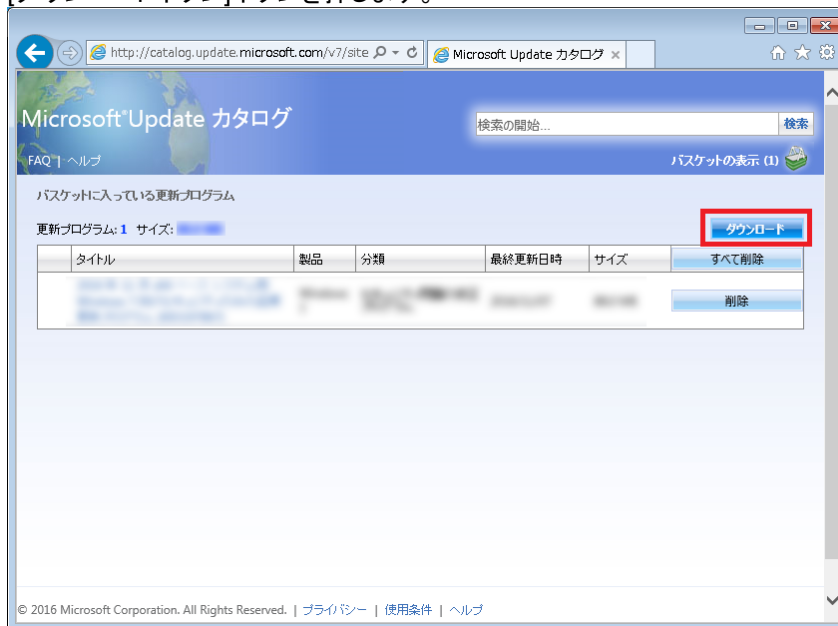 http://catalog.update.microsoft.com/v7/site
Microsoft Update カタログ
Microsoft®Update カタログ
検索の開始...
検索
FAQ | ヘルプ
バスケットの表示 (1)
バスケットに入っている更新プログラム
更新プログラム: 1 サイズ:
ダウンロード
タイトル 製品 分類 最終更新日時 サイズ すべて削除
削除
© 2016 Microsoft Corporation. All Rights Reserved. | プライバシー | 使用条件 | ヘルプ